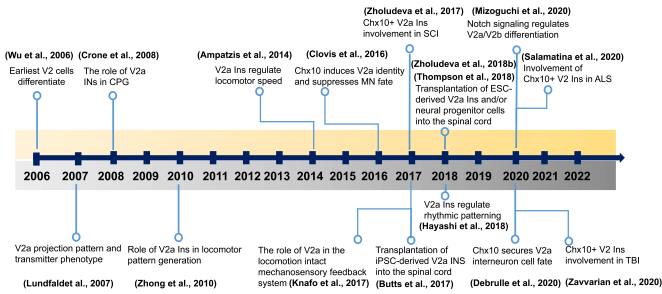 (Zholudeva et al., 2017)
Chx10+ V2a Ins
involvement in SCI
(Mizoguchi et al., 2020)
Notch signaling regulates
V2a/V2b differentiation
(Wu et al., 2006)
Earliest V2 cells
differentiate
(Crone et al., 2008)
The role of V2a
INs in CPG
(Ampatzis et al., 2014)
V2a Ins regulate
locomotor speed
(Clovis et al., 2016)
Chx10 induces V2a identity
and suppresses MN fate
(Zholudeva et al., 2018b)
(Thompson et al., 2018)
Transplantation of ESC-
derived V2a Ins and/or
neural progenitor cells
into the spinal cord
(Salamatina et al., 2020)
Involvement of
Chx10+ V2 Ins in ALS
2006 2007 2008 2009 2010 2011 2012 2013 2014 2015 2016 2017 2018 2019 2020 2021 2022
V2a projection pattern and
transmitter phenotype
(Lundfaldet al., 2007)
Role of V2a Ins in locomotor
pattern generation
(Zhong et al., 2010)
The role of V2a in the
locomotion intact
mechanosensory feedback
system (Knafo et al., 2017)
Transplantation of
iPSC-derived V2a INS
into the spinal cord
(Butts et al., 2017)
V2a Ins regulate
rhythmic patterning
(Hayashi et al., 2018)
Chx10 secures V2a
interneuron cell fate
(Debrulle et al., 2020)
Chx10+ V2 Ins
involvement in TBI
(Zavvarian et al., 2020)